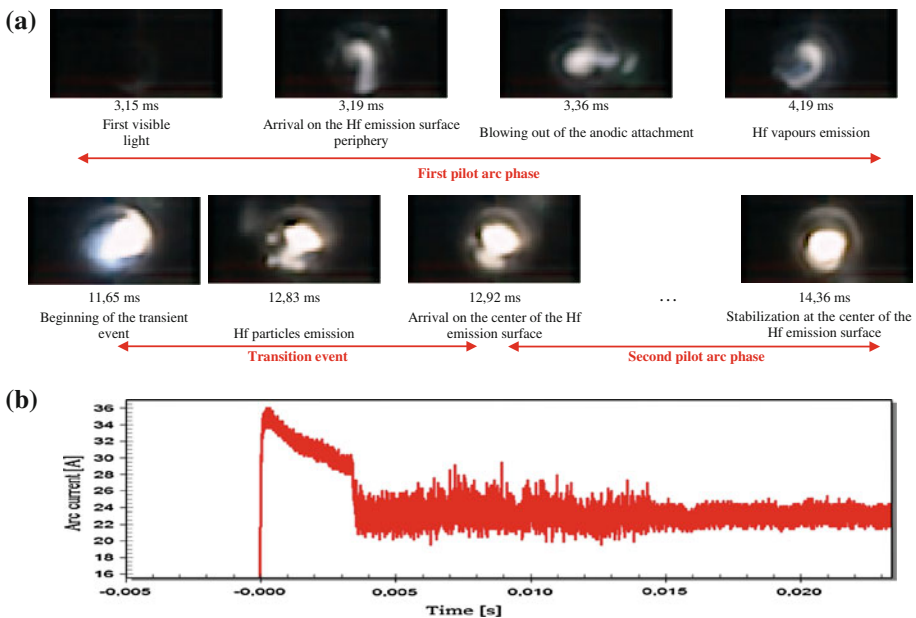 (a)
3,15 ms
3,19 ms
3,36 ms
4,19 ms
First visible
light
Arrival on the Hf emission surface
periphery
Blowing out of the anodic attachment
Hf vapours emission
First pilot arc phase
11,65 ms
12,83 ms
12,92 ms
...
14,36 ms
Beginning of the transient
event
Hf particles emission
Arrival on the center of the Hf
emission surface
Stabilization at the center of the
Hf emission surface
Transition event
Second pilot arc phase
(b)
Arc current [A]
36
34
32
30
28
26
24
22
20
18
16
-0.005
-0.000
0.005
0.010
0.015
0.020
Time [s]